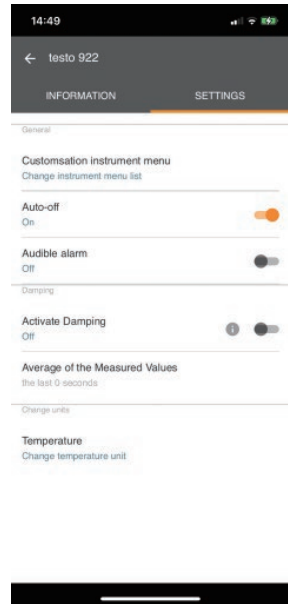 14:49
testo 922
INFORMATION SETTINGS
General
Customsation instrument menu
Change instrument menu list
Auto-off
On
Audible alarm
Off
Damping
Activate Damping
Off
Average of the Measured Values
the last 0 seconds
Change units
Temperature
Change temperature unit